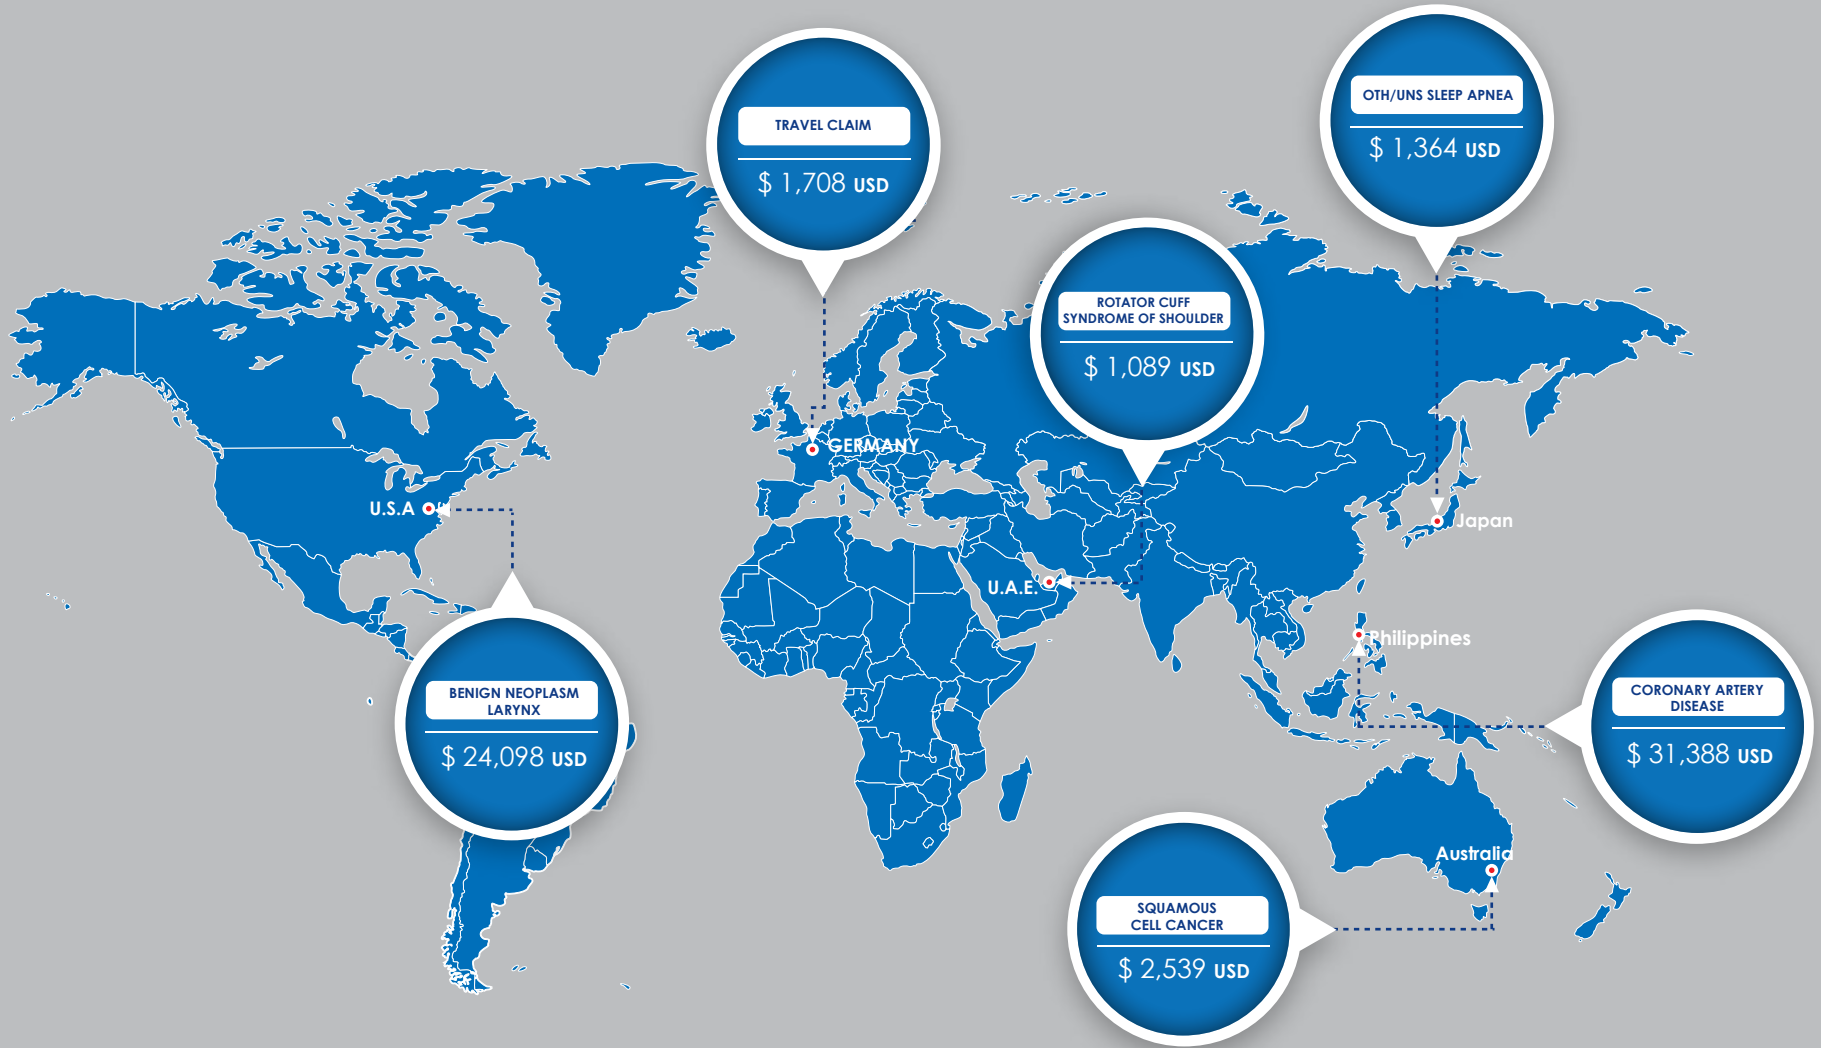 OTH/UNS SLEEP APNEA
$ 1,364 USD
TRAVEL CLAIM
$ 1,708 USD
ROTATOR CUFF
SYNDROME OF SHOULDER
$ 1,089 USD
GERMANY
U.S.A
Japan
U.A.E.
Philippines
BENIGN NEOPLASM
LARYNX
$ 24,098 USD
CORONARY ARTERY
DISEASE
$ 31,388 USD
Australia
SQUAMOUS
CELL CANCER
$ 2,539 USD